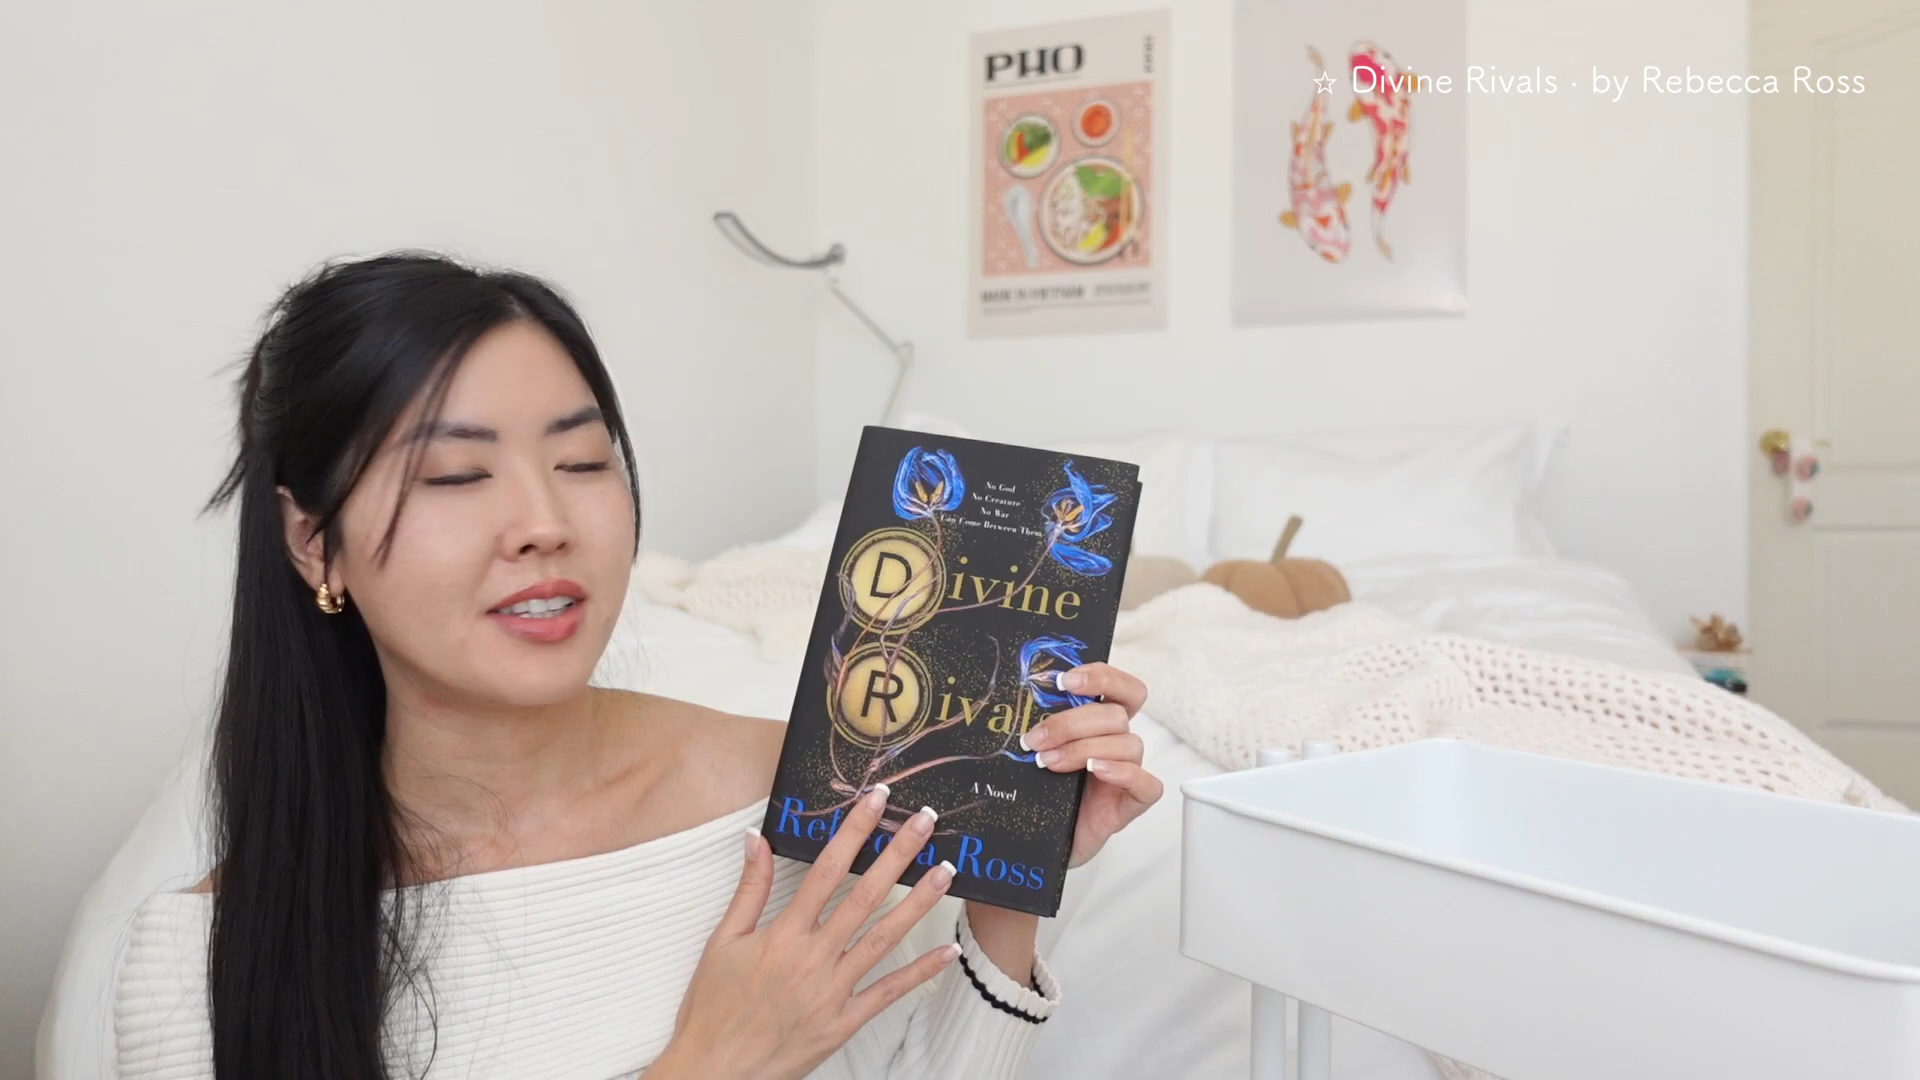 ☆ Divine Rivals · by Rebecca Ross
PHO
No God
No Creature
No War
Can Come Between Them
Divine
Rivals
A Novel
Rebecca Ross